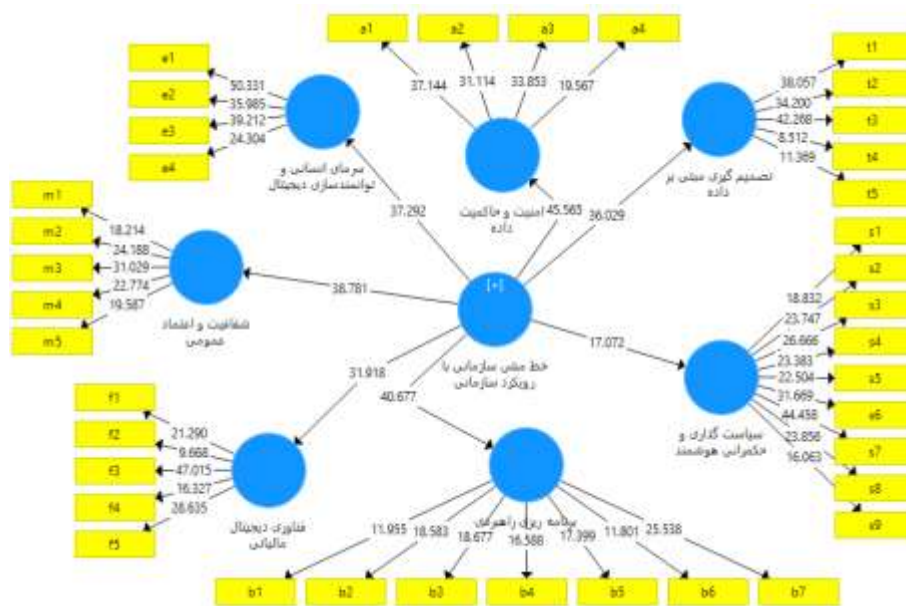 a1
a2
a3
a4
37.144
31.114
33.853
19.567
امنیت و حاکمیت
داده
e1
e2
e3
a4
50.331
35.985
39.212
24.304
سرمای انسانی و
توانمندسازی دیجیتال
t1
t2
t3
t4
t5
38.057
34.200
42.268
8.512
11.369
تصمیم گیری مبتنی بر
داده
m1
m2
m3
m4
m5
18.214
24.188
31.029
22.774
19.587
شفافیت و اعتماد
عمومی
37.292
45.565
36.029
38.781
[+]
خط مشی سازمانی با
رویکرد سازمانی
17.072
31.918
40.677
s1
s2
s3
s4
s5
s6
s7
s8
s9
18.832
23.747
26.666
23.383
22.504
31.669
44.458
23.856
16.063
سیاست گذاری و
حکمرانی هوشمند
f1
f2
f3
f4
f5
21.290
9.668
47.015
16.327
28.635
فناوری دیجیتال
مالیاتی
برنامه ریزی راهبردی
11.955
18.583
18.677
16.588
17.399
11.801
25.538
b1
b2
b3
b4
b5
b6
b7